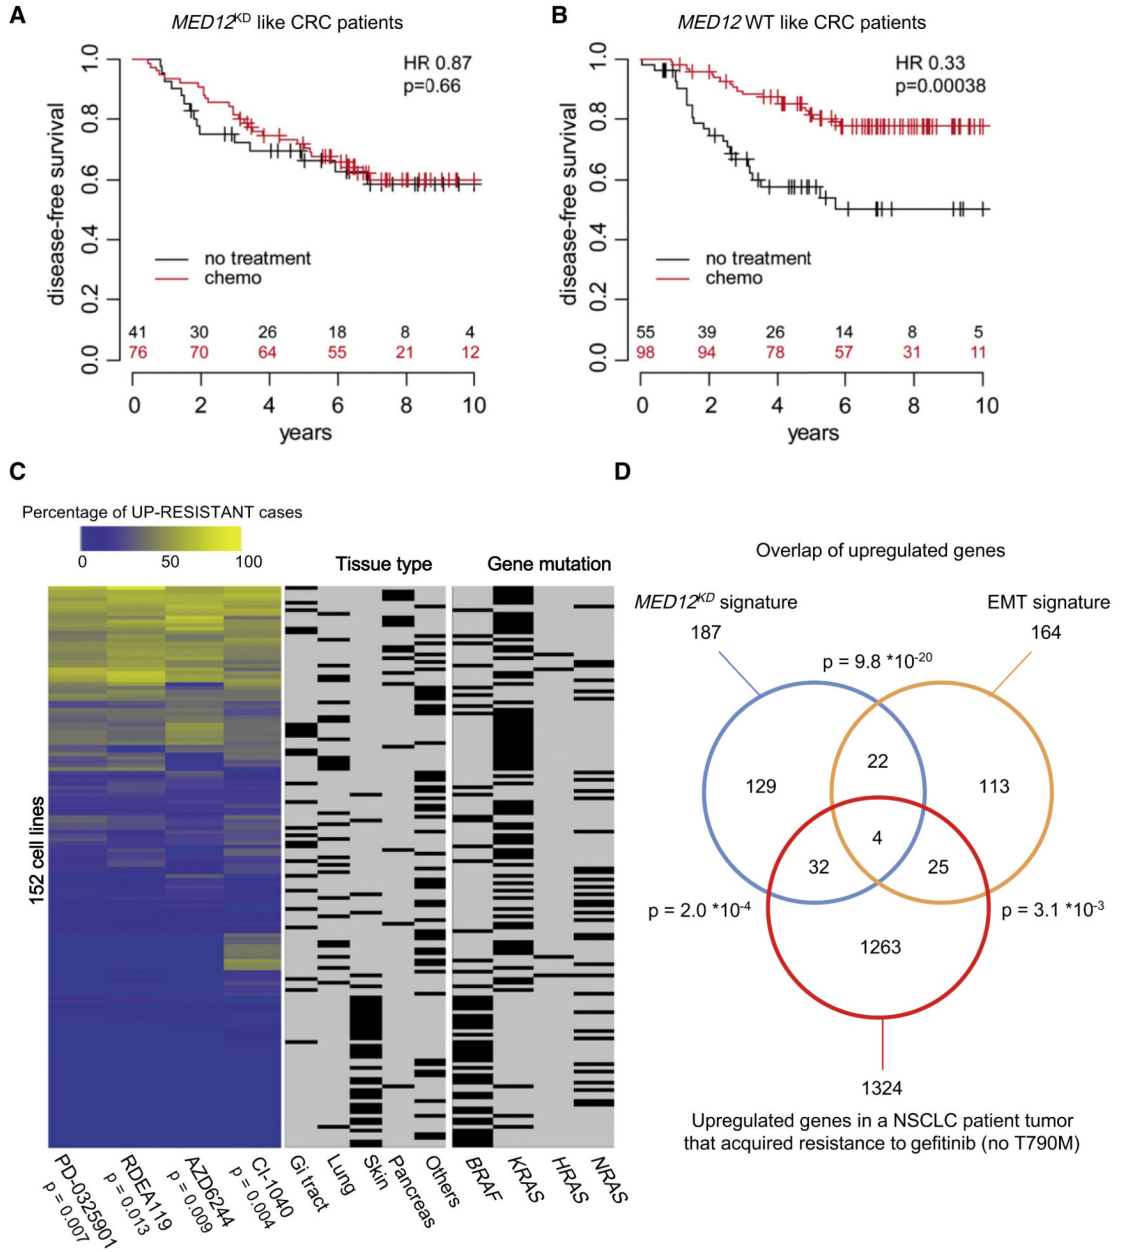 A
MED12KD like CRC patients
HR 0.87
p=0.66
disease-free survival
1.0
0.8
0.6
0.4
0.2
0.0
no treatment
chemo
41 30 26 18 8 4
76 70 64 55 21 12
0 2 4 6 8 10
years
B
MED12 WT like CRC patients
HR 0.33
p=0.00038
disease-free survival
1.0
0.8
0.6
0.4
0.2
0.0
no treatment
chemo
55 39 26 14 8 5
98 94 78 57 31 11
0 2 4 6 8 10
years
C
Percentage of UP-RESISTANT cases
0 50 100
Tissue type
Gene mutation
152 cell lines
PD-0325901
p = 0.007
RDEA119
p = 0.013
AZD6244
p = 0.009
CI-1040
p = 0.004
Gi tract
Lung
Skin
Pancreas
Others
BRAF
KRAS
HRAS
NRAS
D
Overlap of upregulated genes
MED12KD signature
187
EMT signature
164
p = 9.8 *10-20
22
129
113
4
32
25
p = 2.0 *10-4
p = 3.1 *10-3
1263
1324
Upregulated genes in a NSCLC patient tumor
that acquired resistance to gefitinib (no T790M)